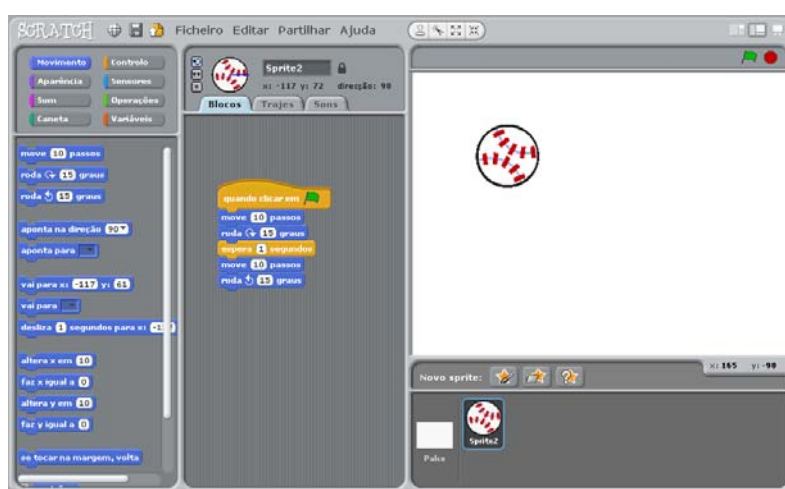 SCRATCH Ficheiro Editar Partilhar Ajuda
Movimento Controlo
Aparência Sensores
Som Operações
Caneta Variáveis
move 10 passos
roda 15 graus
roda 15 graus
aponta na direção 90
aponta para
vai para x: -117 y: 61
vai para
desliza 1 segundos para x:
altera x em 10
faz x igual a 0
altera y em 10
faz y igual a 0
se tocar na margem, volta
Sprite2
x: -117 y: 72 direcção: 90
Blocos Trajes Sons
quando clicar em
move 10 passos
roda 15 graus
espera 1 segundos
move 10 passos
roda 15 graus
x: 165 y: -90
Novo sprite:
Sprite2
Palco